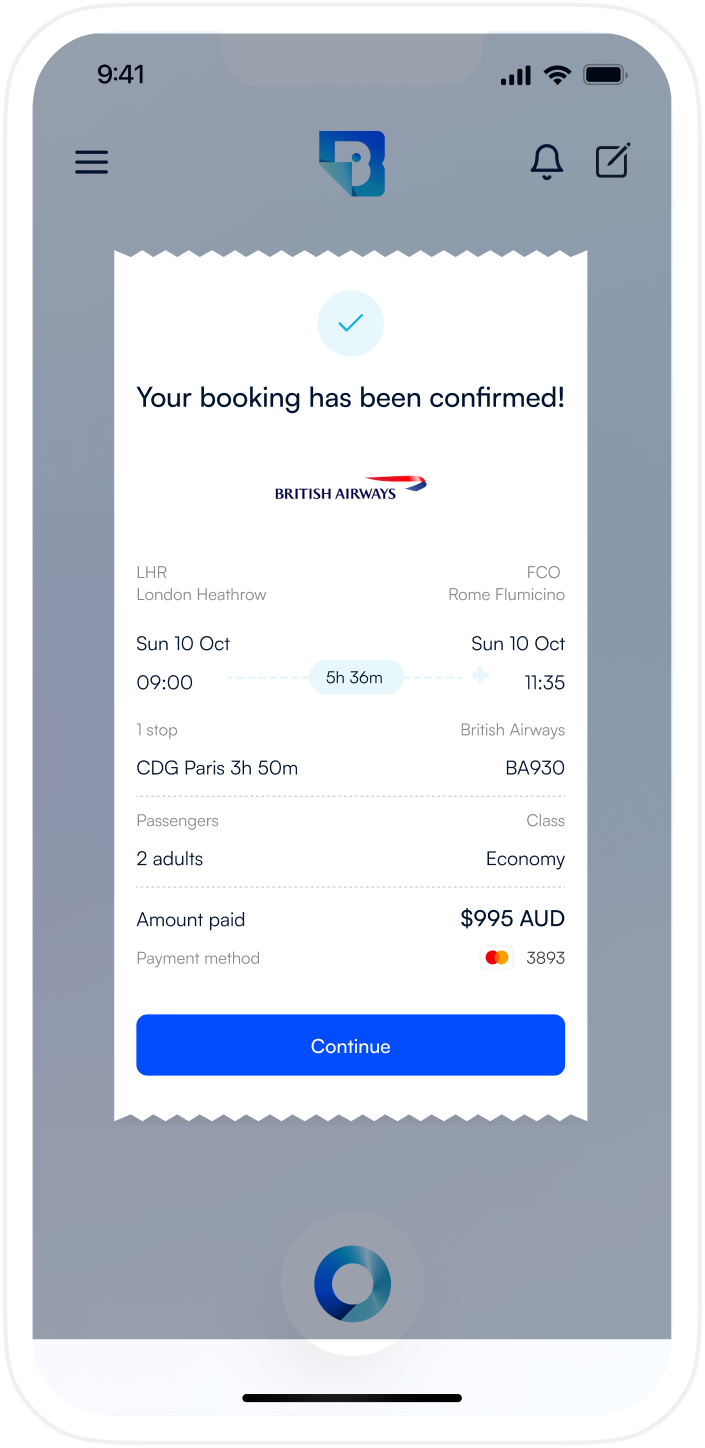 9:41
Your booking has been confirmed!
BRITISH AIRWAYS
LHR FCO
London Heathrow Rome Flumicino
Sun 10 Oct Sun 10 Oct
09:00 5h 36m 11:35
1 stop British Airways
CDG Paris 3h 50m BA930
Passengers Class
2 adults Economy
Amount paid $995 AUD
Payment method 3893
Continue